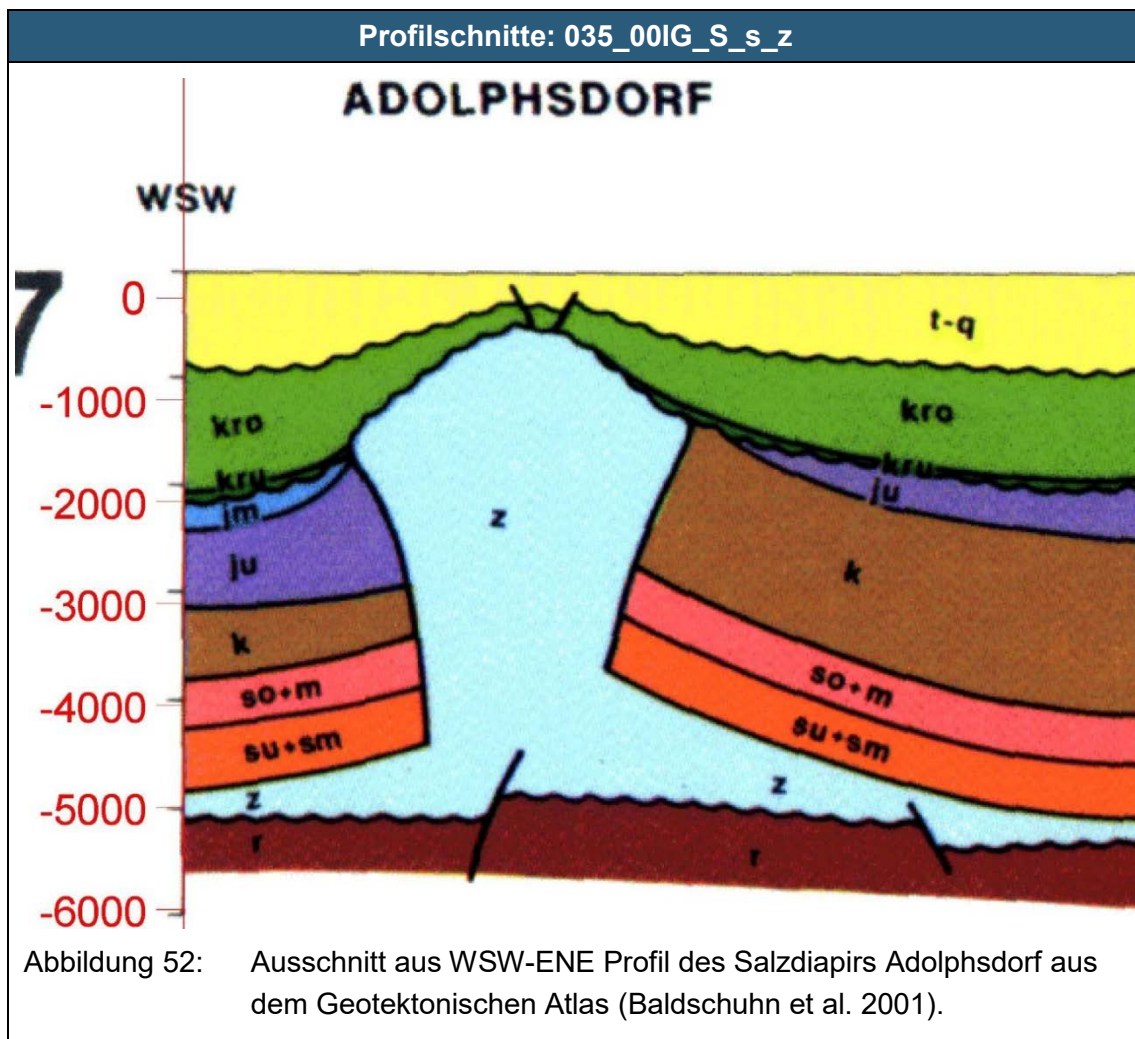 Profilschnitte: 035_00IG_S_s_z
ADOLPHSDORF
WSW
7
0
t-q
-1000
kro
kro
kru
kru
-2000
jm
ju
z
ju
k
-3000
k
so+m
so+m
-4000
su+sm
su+sm
z
z
-5000
r
r
-6000
Abbildung 52: Ausschnitt aus WSW-ENE Profil des Salzdiapirs Adolphsdorf aus
dem Geotektonischen Atlas (Baldschuhn et al. 2001).